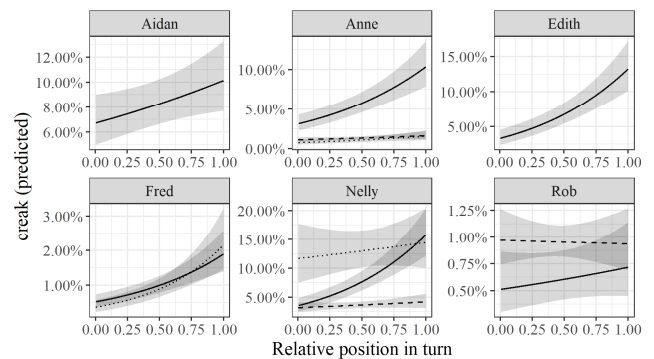 Aidan Anne Edith
12.00% 10.00% 15.00%
10.00%
8.00% 5.00% 10.00%
6.00% 0.00% 5.00%
0.00 0.25 0.50 0.75 1.00 0.00 0.25 0.50 0.75 1.00 0.00 0.25 0.50 0.75 1.00
creak (predicted)
Fred Nelly Rob
3.00% 20.00% 1.25%
2.00% 15.00% 1.00%
1.00% 10.00% 0.75%
5.00% 0.50%
0.00 0.25 0.50 0.75 1.00 0.00 0.25 0.50 0.75 1.00 0.00 0.25 0.50 0.75 1.00
Relative position in turn